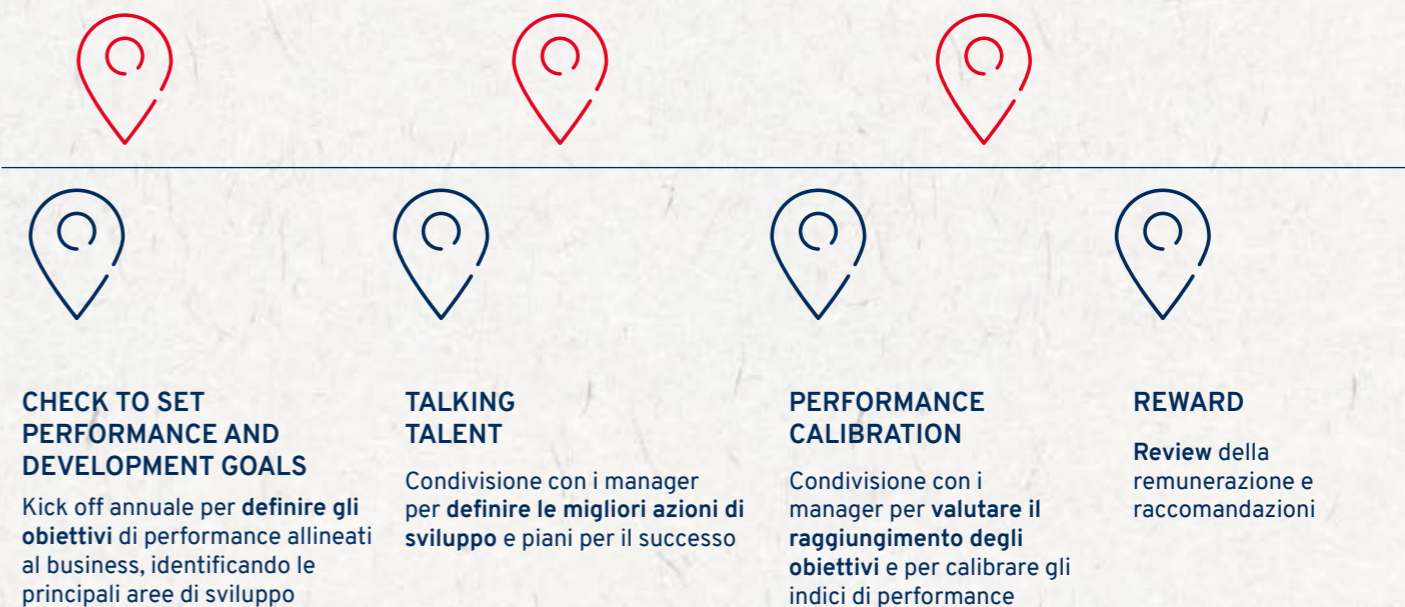 CHECK TO SET
PERFORMANCE AND
DEVELOPMENT GOALS
Kick off annuale per definire gli
obiettivi di performance allineati
al business, identificando le
principali aree di sviluppo
TALKING
TALENT
Condivisione con i manager
per definire le migliori azioni di
sviluppo e piani per il successo
PERFORMANCE
CALIBRATION
Condivisione con i
manager per valutare il
raggiungimento degli
obiettivi e per calibrare gli
indici di performance
REWARD
Review della
remunerazione e
raccomandazioni